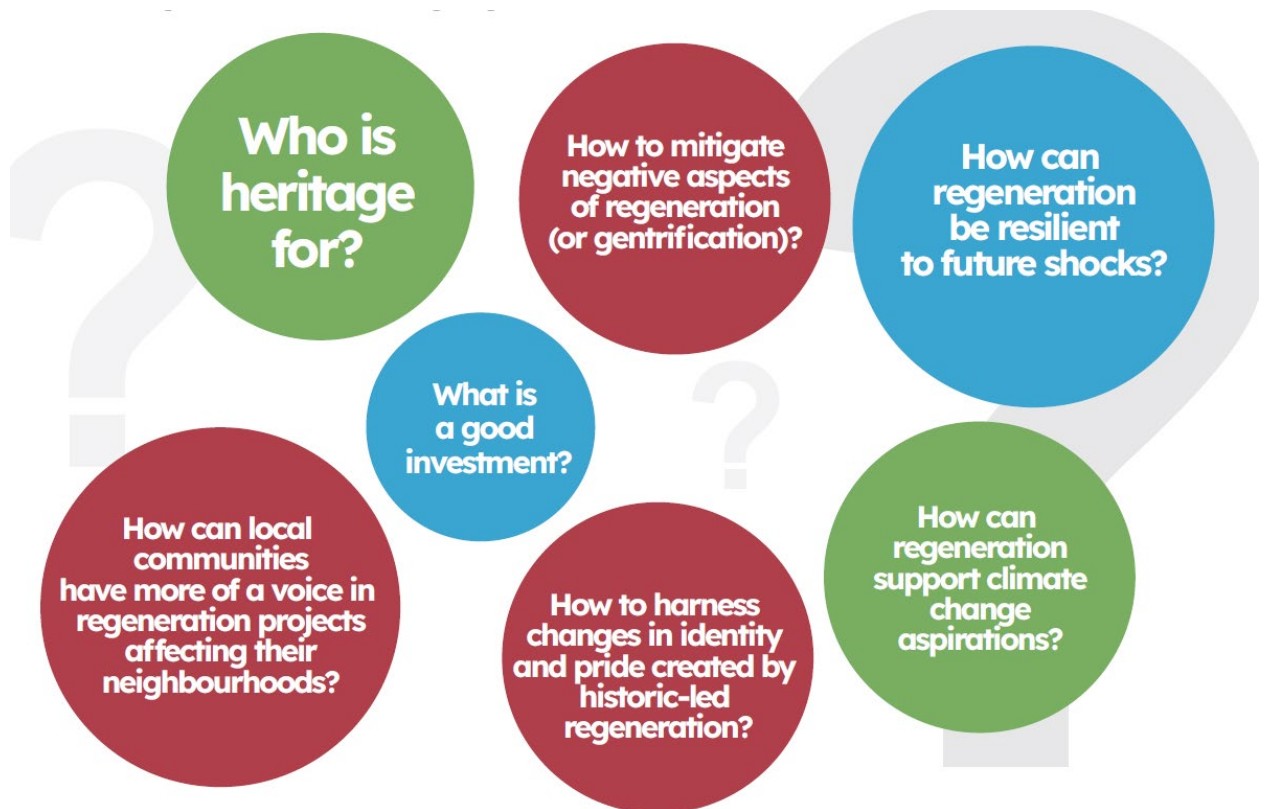 Who is
heritage
for?
How to mitigate
negative aspects
of regeneration
(or gentrification)?
How can
regeneration
be resilient
to future shocks?
What is
a good
investment?
How can local
communities
have more of a voice in
regeneration projects
affecting their
neighbourhoods?
How to harness
changes in identity
and pride created by
historic-led
regeneration?
How can
regeneration
support climate
change
aspirations?
?
?
?